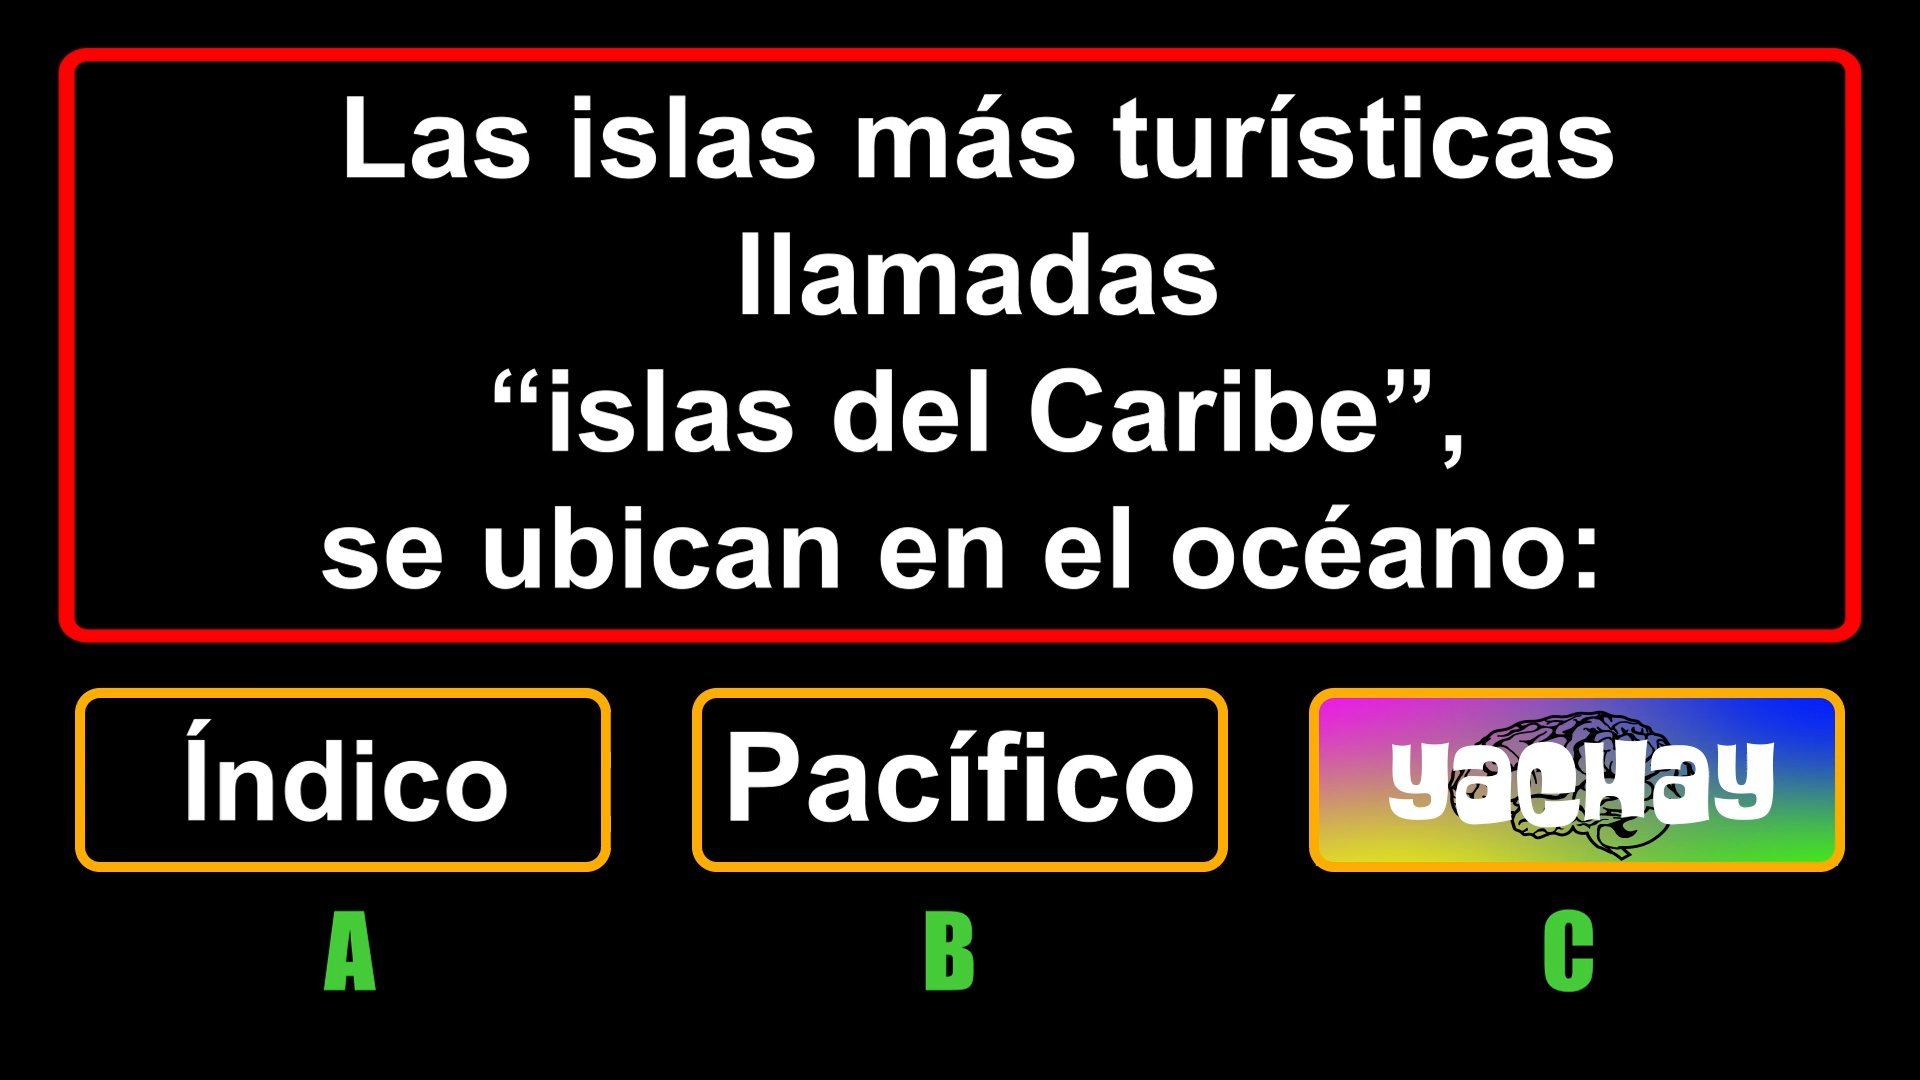 Las islas más turísticas
llamadas
“islas del Caribe”,
se ubican en el océano:
Índico
Pacífico
yachay
A
B
C